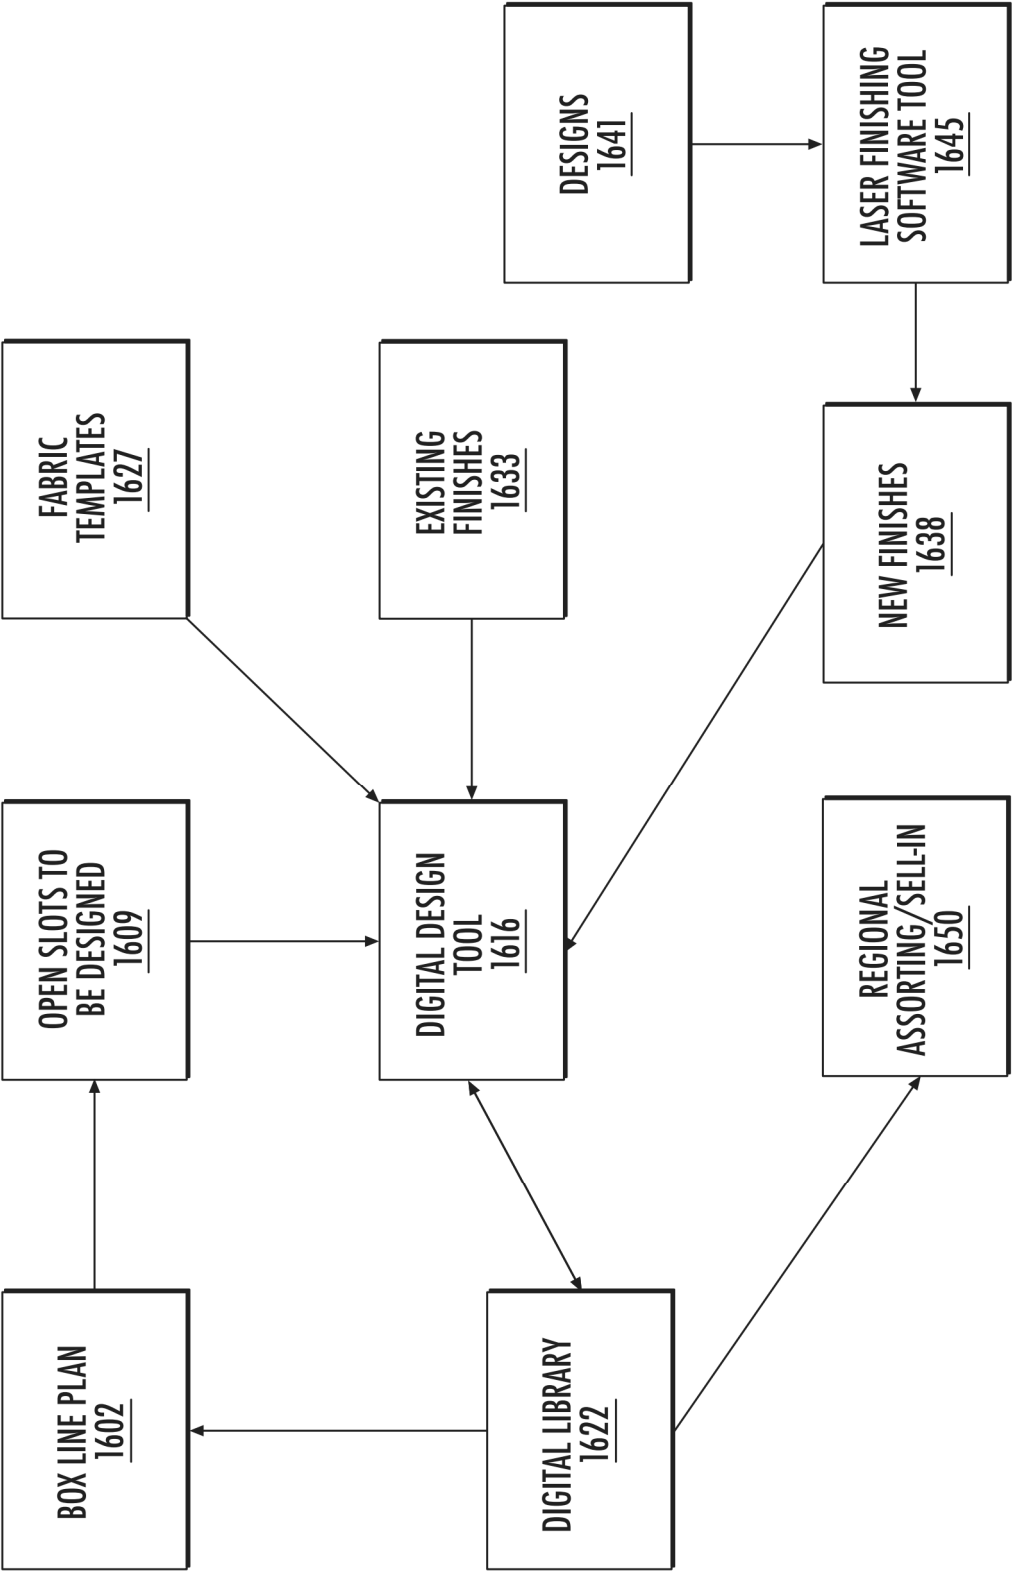 BOX LINE PLAN
1602
OPEN SLOTS TO
BE DESIGNED
1609
FABRIC
TEMPLATES
1627
DIGITAL DESIGN
TOOL
1616
EXISTING
FINISHES
1633
DIGITAL LIBRARY
1622
DESIGNS
1641
REGIONAL
ASSORTING/SELL-IN
1650
NEW FINISHES
1638
LASER FINISHING
SOFTWARE TOOL
1645